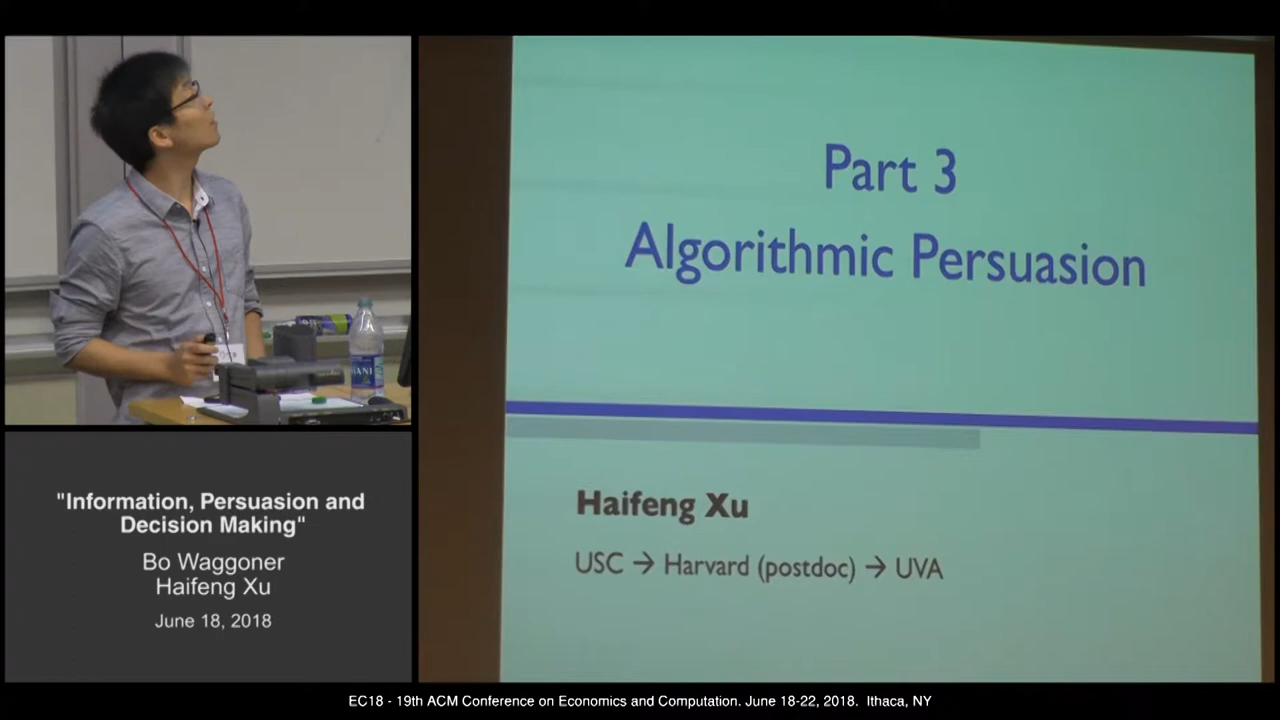 Part 3
Algorithmic Persuasion
Haifeng Xu
USC → Harvard (postdoc) → UVA
"Information, Persuasion and
Decision Making"
Bo Waggoner
Haifeng Xu
June 18, 2018
EC18 - 19th ACM Conference on Economics and Computation. June 18-22, 2018.  Ithaca, NY